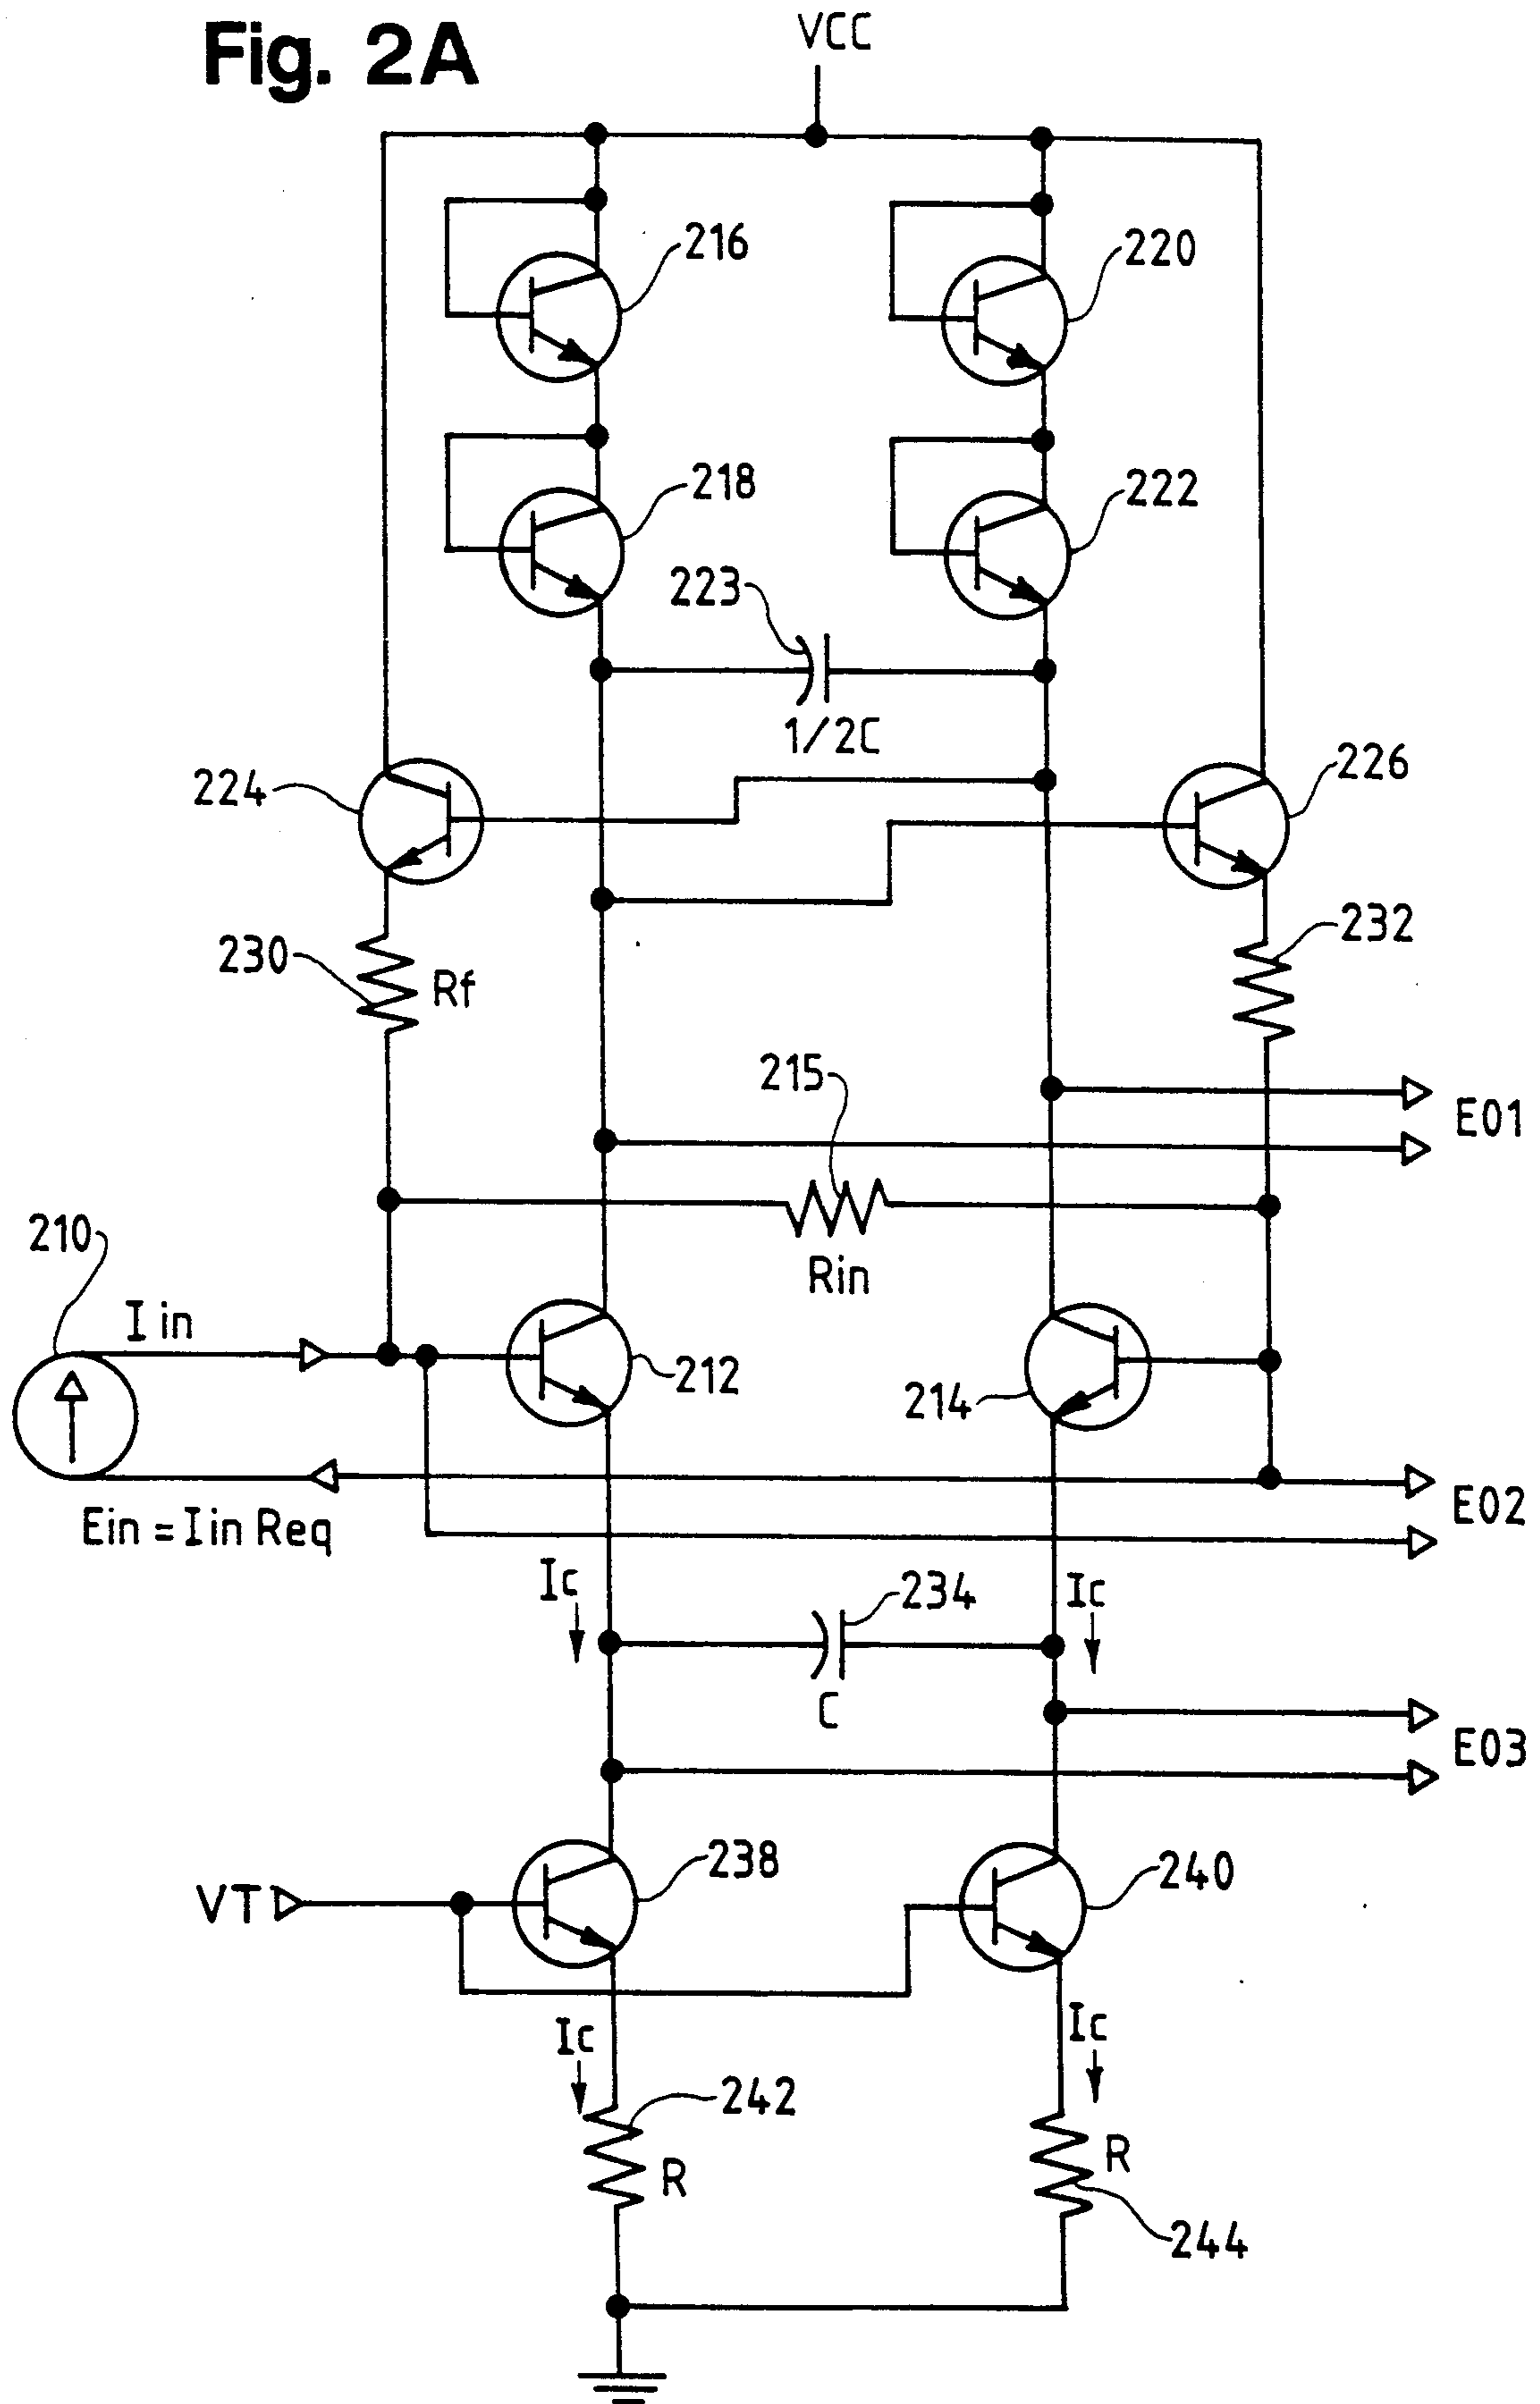 Fig. 2A
VCC
216
220
218
222
223
1/2C
224
226
230
Rf
232
215
E01
Rin
210
I in
212
214
Ein = I in Req
E02
Ic
234
Ic
C
E03
238
240
VT
Ic
Ic
242
R
R
244